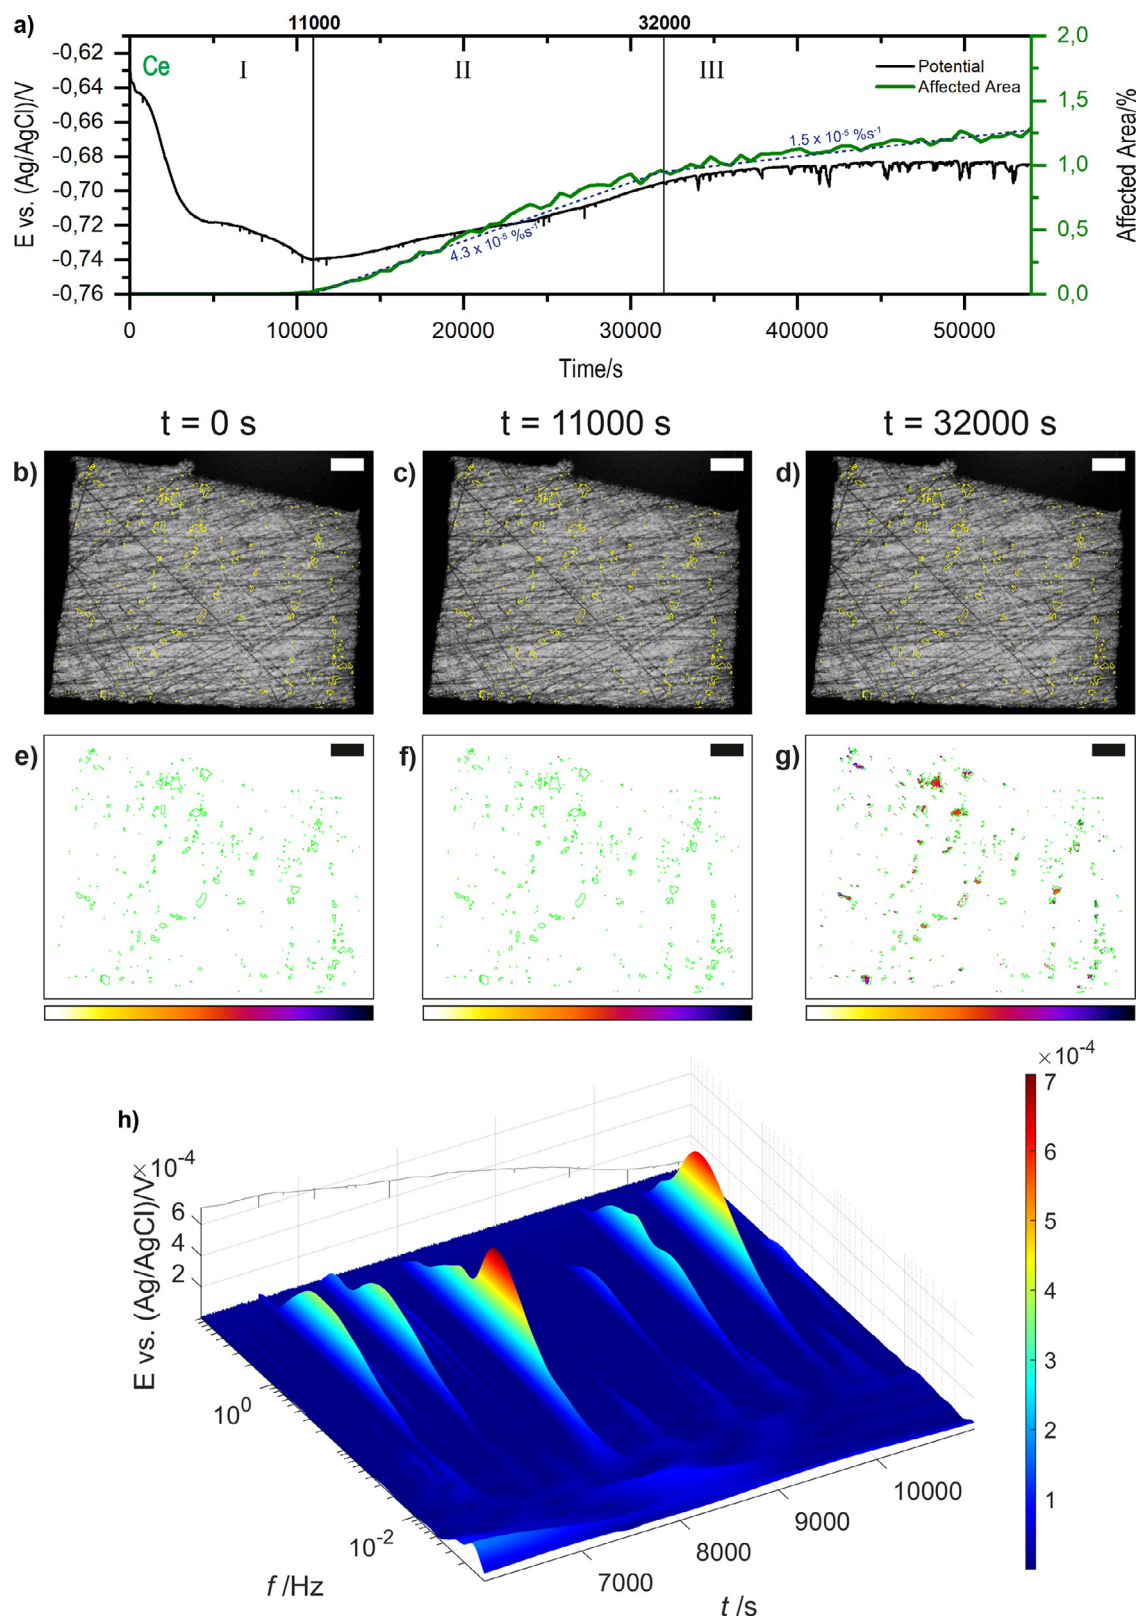 a)
11000
32000
-0,62
-0,64
-0,66
-0,68
-0,70
-0,72
-0,74
-0,76
E vs. (Ag/AgCl)/V
Ce
I
II
III
Potential
Affected Area
4.3 x 10-5 %s-1
1.5 x 10-5 %s-1
2,0
1,5
1,0
0,5
0,0
Affected Area/%
0
10000
20000
30000
40000
50000
Time/s
t = 0 s
t = 11000 s
t = 32000 s
b)
c)
d)
e)
f)
g)
h)
×10-4
6
4
2
E vs. (Ag/AgCl)/V
100
10-2
f /Hz
7000
8000
9000
10000
t /s
×10-4
7
6
5
4
3
2
1